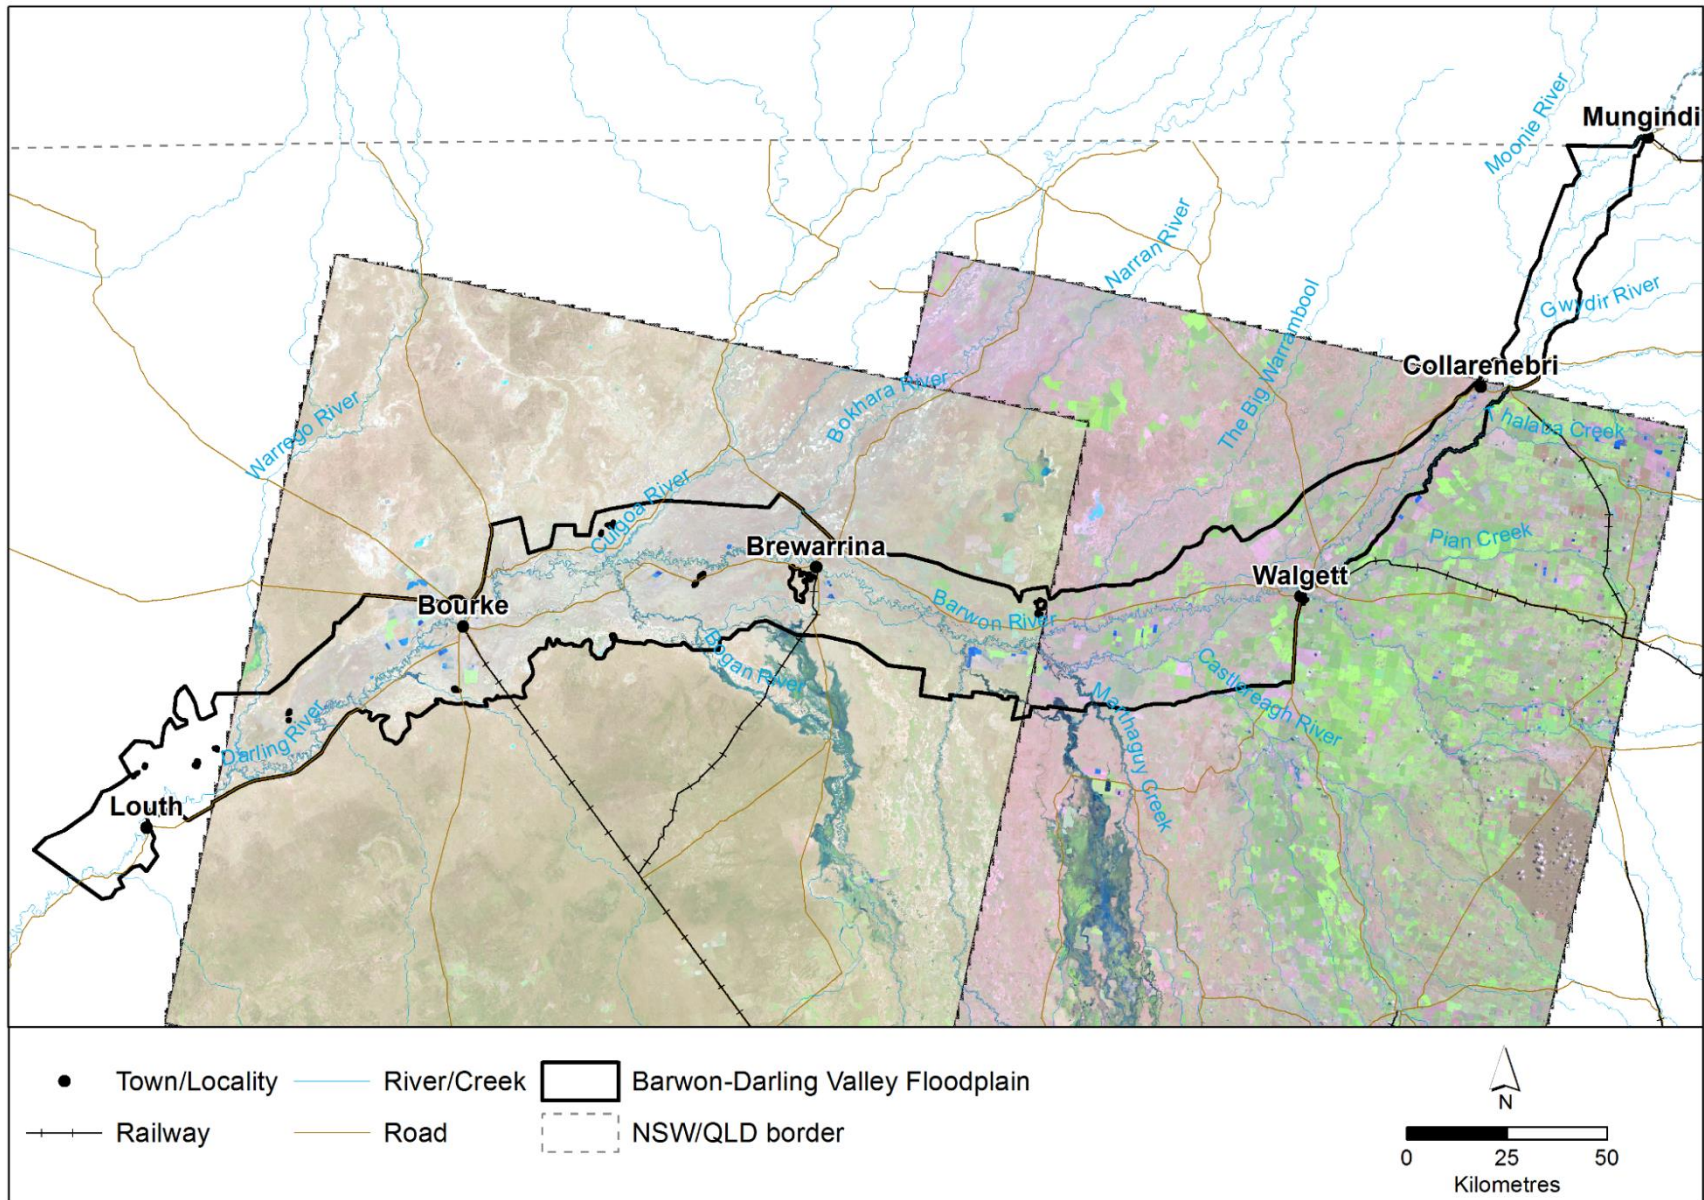 Mungindi
Moonie River
Narran River
Gwydir River
The Big Warrambool
Collarenebri
Thalaba Creek
Bokhara River
Warrego River
Culgoa River
Pian Creek
Brewarrina
Walgett
Bourke
Barwon River
Bogan River
Castlereagh River
Marthaguy Creek
Darling River
Louth
Town/Locality
River/Creek
Barwon-Darling Valley Floodplain
Railway
Road
NSW/QLD border
N
0 25 50
Kilometres